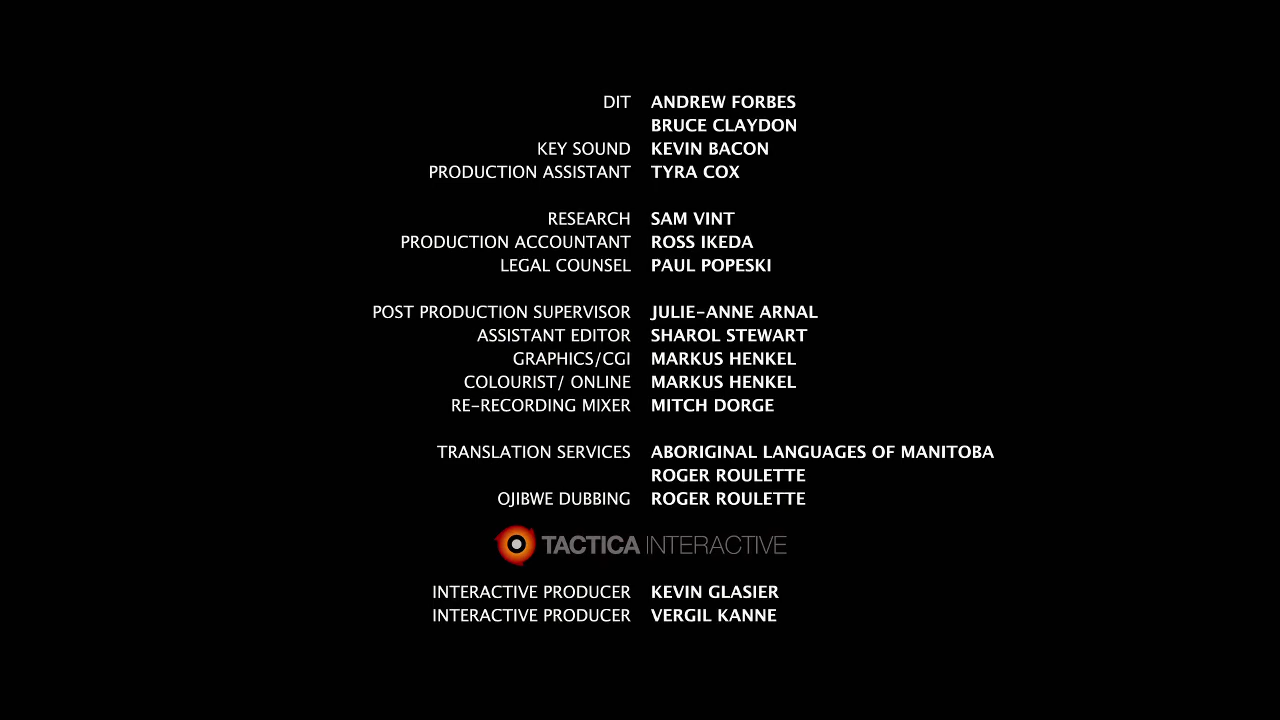 DIT ANDREW FORBES
BRUCE CLAYDON
KEY SOUND KEVIN BACON
PRODUCTION ASSISTANT TYRA COX
RESEARCH SAM VINT
PRODUCTION ACCOUNTANT ROSS IKEDA
LEGAL COUNSEL PAUL POPESKI
POST PRODUCTION SUPERVISOR JULIE-ANNE ARNAL
ASSISTANT EDITOR SHAROL STEWART
GRAPHICS/CGI MARKUS HENKEL
COLOURIST/ ONLINE MARKUS HENKEL
RE-RECORDING MIXER MITCH DORGE
TRANSLATION SERVICES ABORIGINAL LANGUAGES OF MANITOBA
ROGER ROULETTE
OJIBWE DUBBING ROGER ROULETTE
TACTICA INTERACTIVE
INTERACTIVE PRODUCER KEVIN GLASIER
INTERACTIVE PRODUCER VERGIL KANNE